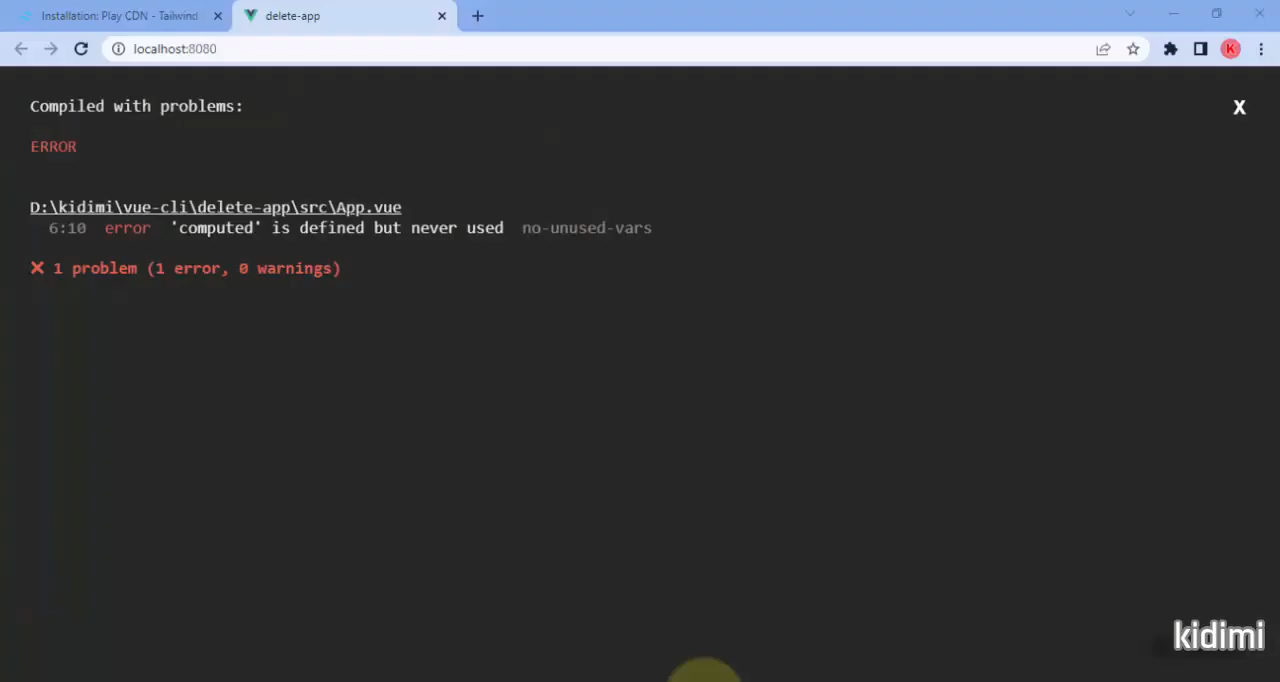 Installation: Play CDN - Tailwind
delete-app
localhost:8080
K
Compiled with problems:
X
ERROR
D:\kidimi\vue-cli\delete-app\src\App.vue
6:10 error 'computed' is defined but never used no-unused-vars
✕ 1 problem (1 error, 0 warnings)
kidimi